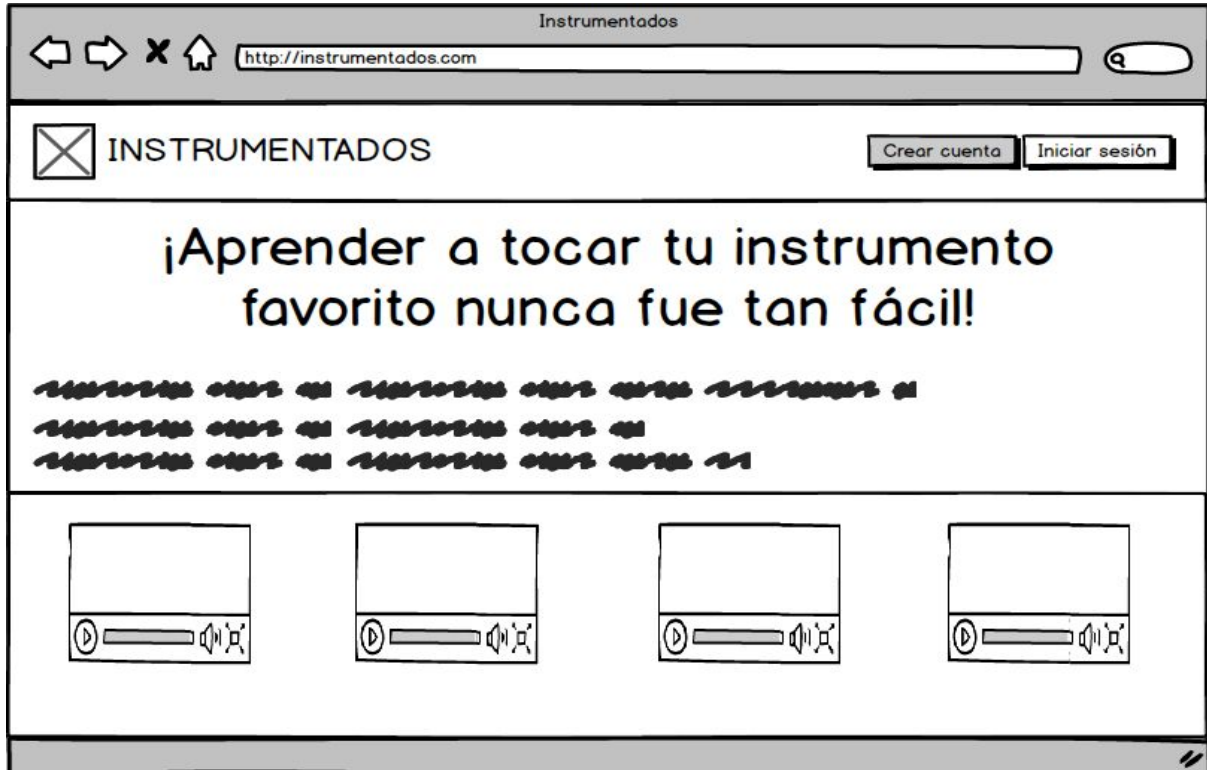 Instrumentados
http://instrumentados.com
INSTRUMENTADOS
Crear cuenta
Iniciar sesión
¡Aprender a tocar tu instrumento
favorito nunca fue tan fácil!